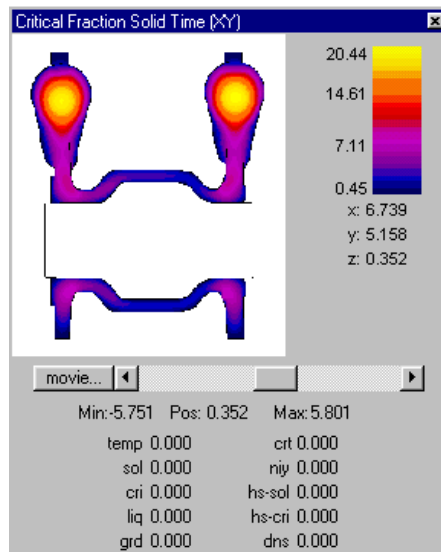 Critical Fraction Solid Time (XY)
20.44
14.61
7.11
0.45
x: 6.739
y: 5.158
z: 0.352
movie...
Min:-5.751 Pos: 0.352 Max:5.801
temp 0.000 crt 0.000
sol 0.000 niy 0.000
cri 0.000 hs-sol 0.000
liq 0.000 hs-cri 0.000
grd 0.000 dns 0.000